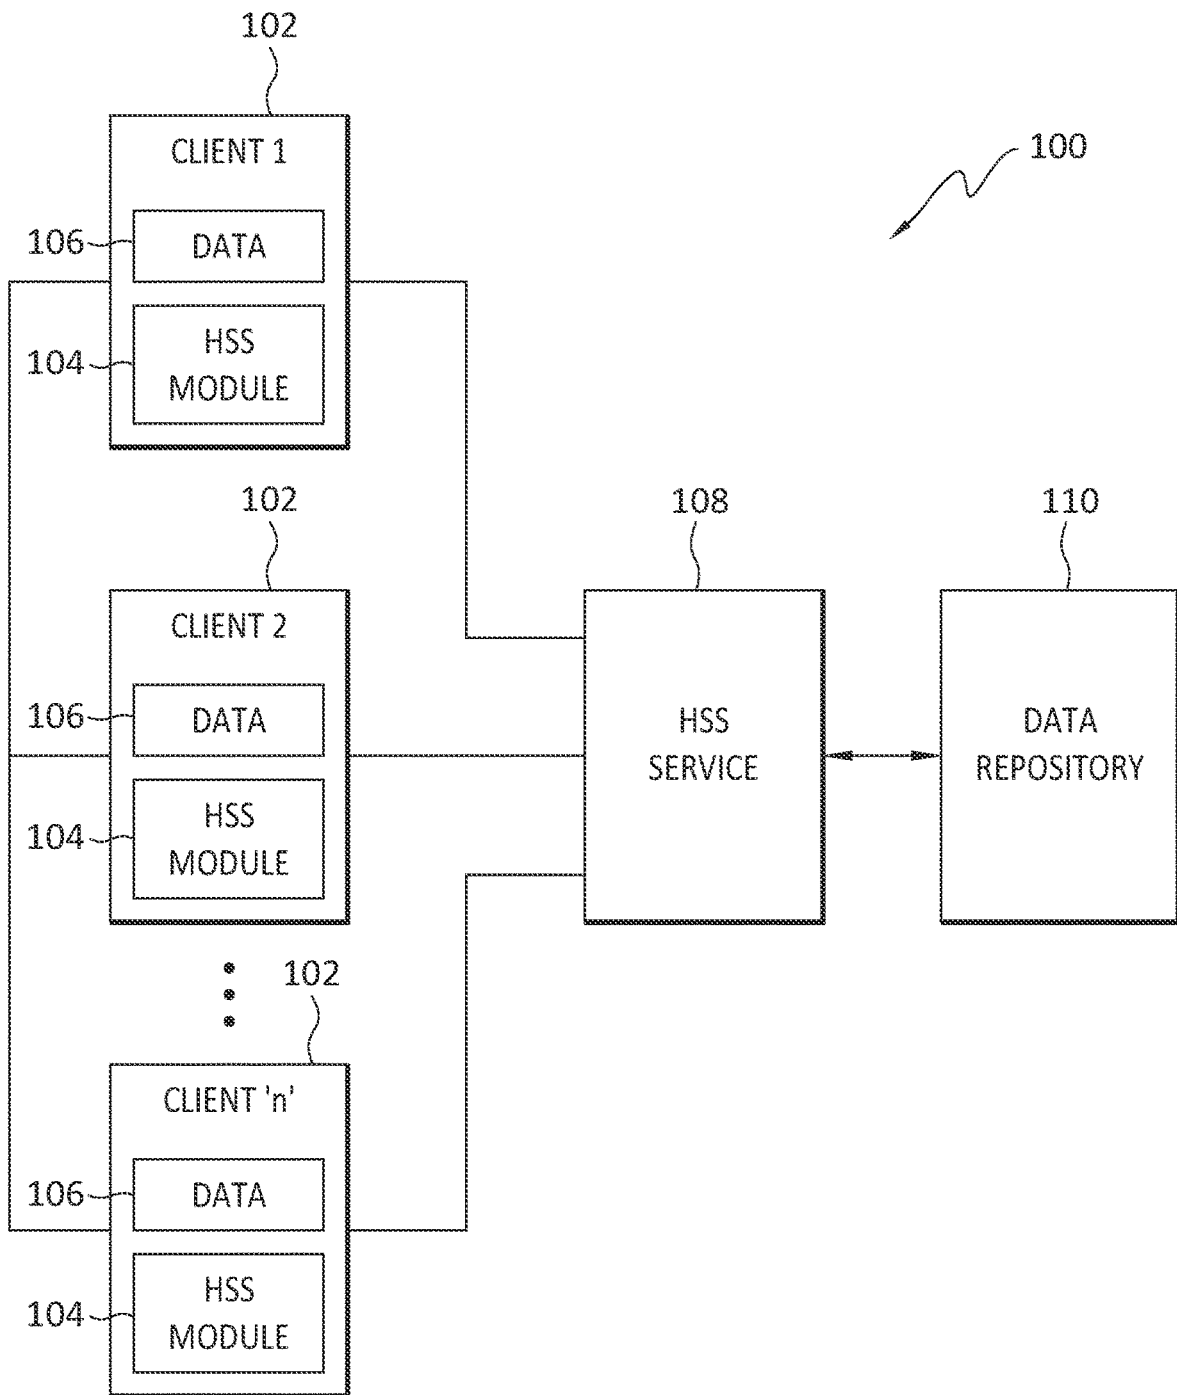 102
CLIENT 1
100
106
DATA
104
HSS
MODULE
102
108
110
CLIENT 2
106
DATA
HSS
SERVICE
DATA
REPOSITORY
104
HSS
MODULE
102
CLIENT 'n'
106
DATA
104
HSS
MODULE